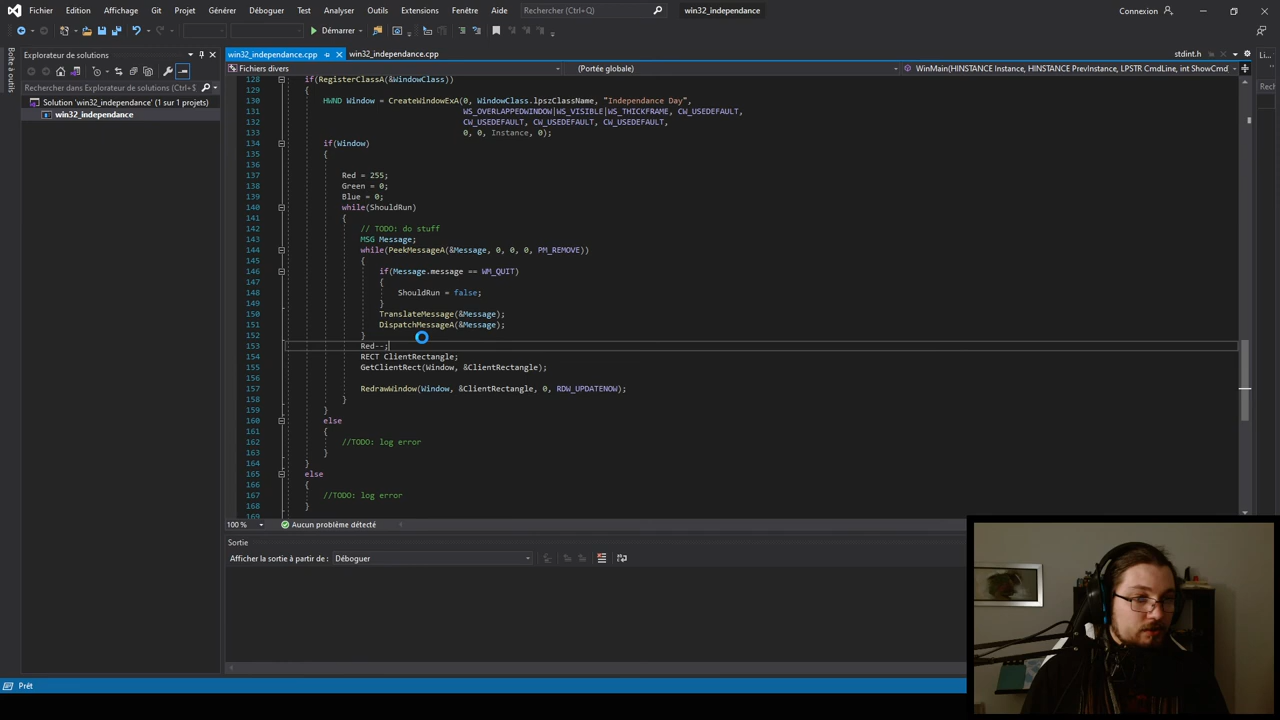 Fichier Edition Affichage Git Projet Générer Déboguer Test Analyser Outils Extensions Fenêtre Aide Rechercher (Ctrl+Q) win32_independance Connexion
Démarrer
Boîte à outils
Explorateur de solutions
Rechercher dans Explorateur de solutions (Ctrl+$)
Solution 'win32_independance' (1 sur 1 projets)
win32_independance
win32_independance.cpp win32_independance.cpp stdint.h
Fichiers divers (Portée globale) WinMain(HINSTANCE Instance, HINSTANCE PrevInstance, LPSTR CmdLine, int ShowCmd)
128 if(RegisterClassA(&WindowClass))
129 {
130 HWND Window = CreateWindowExA(0, WindowClass.lpszClassName, "Independance Day",
131 WS_OVERLAPPEDWINDOW|WS_VISIBLE|WS_THICKFRAME, CW_USEDEFAULT,
132 CW_USEDEFAULT, CW_USEDEFAULT, CW_USEDEFAULT,
133 0, 0, Instance, 0);
134 if(Window)
135 {
136
137 Red = 255;
138 Green = 0;
139 Blue = 0;
140 while(ShouldRun)
141 {
142 // TODO: do stuff
143 MSG Message;
144 while(PeekMessageA(&Message, 0, 0, 0, PM_REMOVE))
145 {
146 if(Message.message == WM_QUIT)
147 {
148 ShouldRun = false;
149 }
150 TranslateMessage(&Message);
151 DispatchMessageA(&Message);
152 }
153 Red--;
154 RECT ClientRectangle;
155 GetClientRect(Window, &ClientRectangle);
156
157 RedrawWindow(Window, &ClientRectangle, 0, RDW_UPDATENOW);
158 }
159 }
160 else
161 {
162 //TODO: log error
163 }
164 }
165 else
166 {
167 //TODO: log error
168 }
169
100 % Aucun problème détecté
Sortie
Afficher la sortie à partir de : Déboguer
Prêt